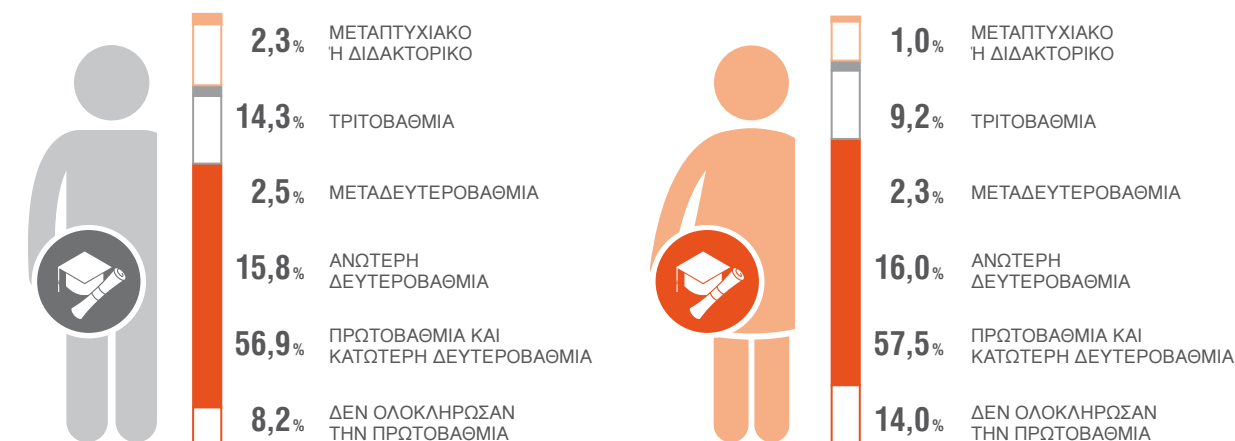 2,3%
ΜΕΤΑΠΤΥΧΙΑΚΟ
Ή ΔΙΔΑΚΤΟΡΙΚΟ
14,3%
ΤΡΙΤΟΒΑΘΜΙΑ
2,5%
ΜΕΤΑΔΕΥΤΕΡΟΒΑΘΜΙΑ
15,8%
ΑΝΩΤΕΡΗ
ΔΕΥΤΕΡΟΒΑΘΜΙΑ
56,9%
ΠΡΩΤΟΒΑΘΜΙΑ ΚΑΙ
ΚΑΤΩΤΕΡΗ ΔΕΥΤΕΡΟΒΑΘΜΙΑ
8,2%
ΔΕΝ ΟΛΟΚΛΗΡΩΣΑΝ
ΤΗΝ ΠΡΩΤΟΒΑΘΜΙΑ
1,0%
ΜΕΤΑΠΤΥΧΙΑΚΟ
Ή ΔΙΔΑΚΤΟΡΙΚΟ
9,2%
ΤΡΙΤΟΒΑΘΜΙΑ
2,3%
ΜΕΤΑΔΕΥΤΕΡΟΒΑΘΜΙΑ
16,0%
ΑΝΩΤΕΡΗ
ΔΕΥΤΕΡΟΒΑΘΜΙΑ
57,5%
ΠΡΩΤΟΒΑΘΜΙΑ ΚΑΙ
ΚΑΤΩΤΕΡΗ ΔΕΥΤΕΡΟΒΑΘΜΙΑ
14,0%
ΔΕΝ ΟΛΟΚΛΗΡΩΣΑΝ
ΤΗΝ ΠΡΩΤΟΒΑΘΜΙΑ